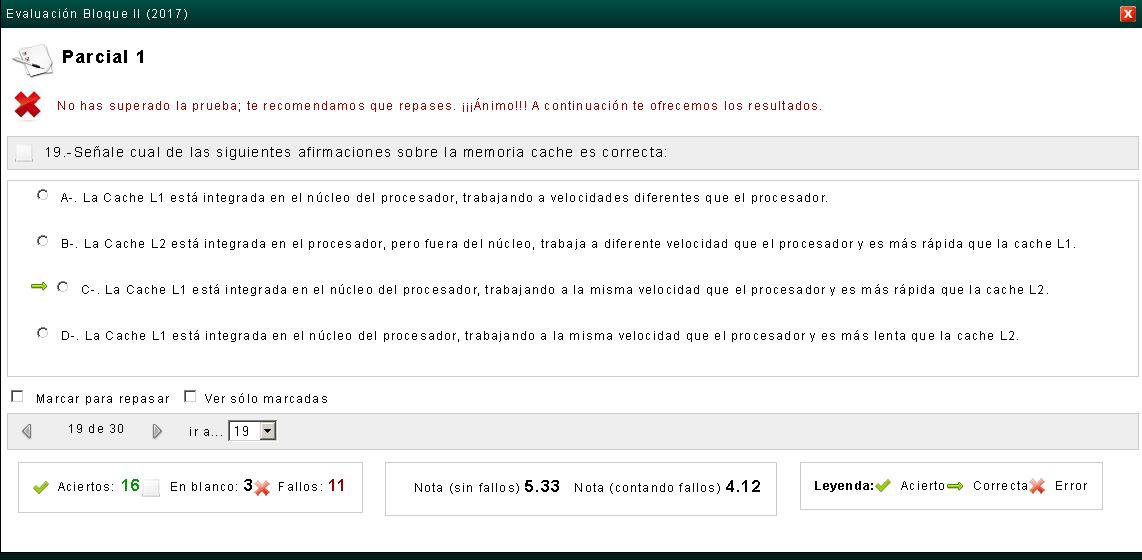 Evaluación Bloque II (2017)
Parcial 1
No has superado la prueba; te recomendamos que repases. ¡¡¡Ánimo!!! A continuación te ofrecemos los resultados.
19.-Señale cual de las siguientes afirmaciones sobre la memoria cache es correcta:
A-. La Cache L1 está integrada en el núcleo del procesador, trabajando a velocidades diferentes que el procesador.
B-. La Cache L2 está integrada en el procesador, pero fuera del núcleo, trabaja a diferente velocidad que el procesador y es más rápida que la cache L1.
C-. La Cache L1 está integrada en el núcleo del procesador, trabajando a la misma velocidad que el procesador y es más rápida que la cache L2.
D-. La Cache L1 está integrada en el núcleo del procesador, trabajando a la misma velocidad que el procesador y es más lenta que la cache L2.
Marcar para repasar Ver sólo marcadas
19 de 30 ir a... 19
Aciertos: 16 En blanco: 3 Fallos: 11 Nota (sin fallos) 5.33 Nota (contando fallos) 4.12 Leyenda: Acierto Correcta Error